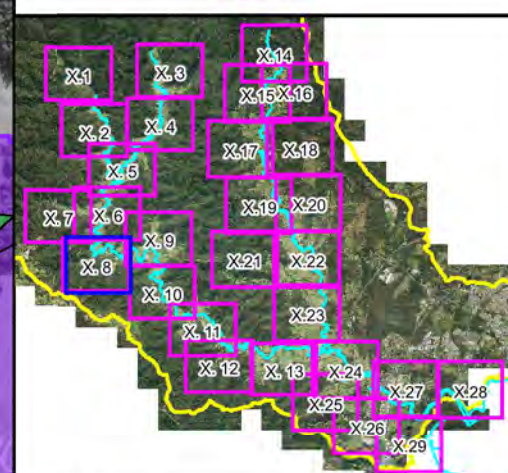 X.14
X.1
X. 3
X.15
X.16
X. 2
X. 4
X.17
X.18
X. 5
X. 7
X. 6
X.19
X.20
X. 9
X. 8
X.21
X.22
X. 10
X.23
X. 11
X. 12
X. 13
X.24
X.27
X.28
X.25
X.26
X.29